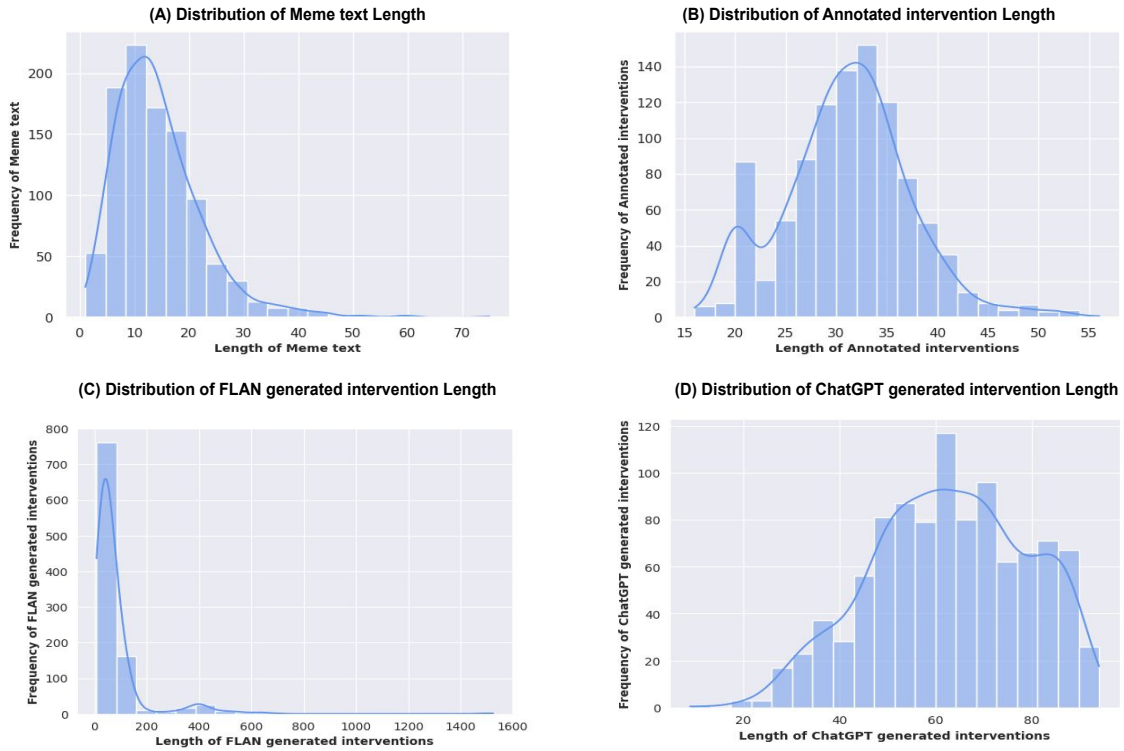 (A) Distribution of Meme text Length
Frequency of Meme text
200
150
100
50
0
0 10 20 30 40 50 60 70
Length of Meme text
(B) Distribution of Annotated intervention Length
Frequency of Annotated interventions
140
120
100
80
60
40
20
0
16 20 25 30 35 40 45 50 56
Length of Annotated interventions
(C) Distribution of FLAN generated intervention Length
Frequency of FLAN generated interventions
800
700
600
500
400
300
200
100
0
0 200 400 600 800 1000 1200 1400 1600
Length of FLAN generated interventions
(D) Distribution of ChatGPT generated intervention Length
Frequency of ChatGPT generated interventions
120
100
80
60
40
20
0
20 40 60 80
Length of ChatGPT generated interventions